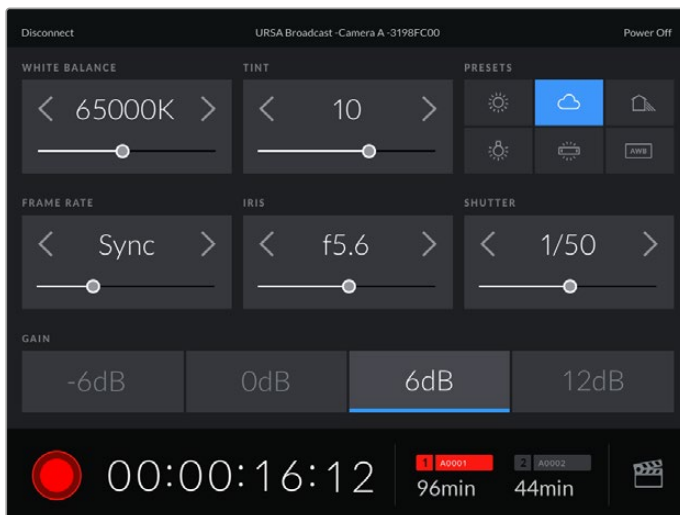 Disconnect URSA Broadcast -Camera A -3198FC00 Power Off
WHITE BALANCE TINT PRESETS
65000K 10
AWB
FRAME RATE IRIS SHUTTER
Sync f5.6 1/50
GAIN
-6dB 0dB 6dB 12dB
00:00:16:12
1 A0001 2 A0002
96min 44min